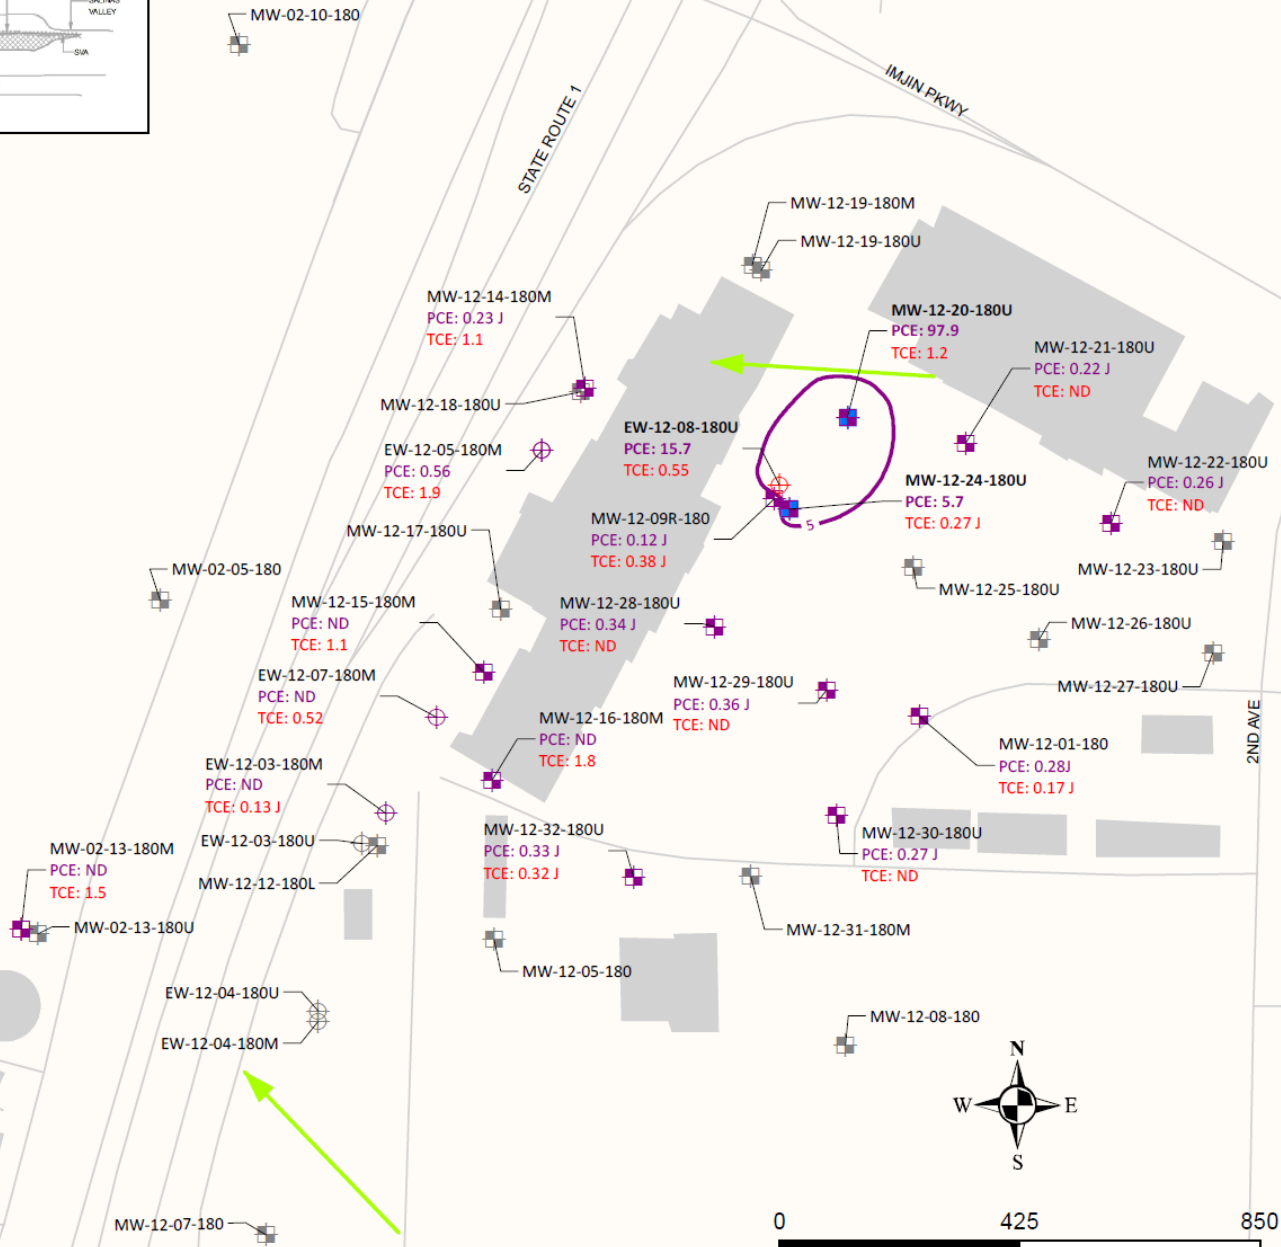 SALINAS
VALLEY
SVA
MW-02-10-180
IMJIN PKWY
STATE ROUTE 1
MW-12-19-180M
MW-12-19-180U
MW-12-14-180M
PCE: 0.23 J
TCE: 1.1
MW-12-20-180U
PCE: 97.9
TCE: 1.2
MW-12-21-180U
PCE: 0.22 J
TCE: ND
MW-12-18-180U
EW-12-08-180U
PCE: 15.7
TCE: 0.55
EW-12-05-180M
PCE: 0.56
TCE: 1.9
MW-12-22-180U
PCE: 0.26 J
TCE: ND
MW-12-24-180U
PCE: 5.7
TCE: 0.27 J
5
MW-12-09R-180
PCE: 0.12 J
TCE: 0.38 J
MW-12-17-180U
MW-02-05-180
MW-12-23-180U
MW-12-25-180U
MW-12-15-180M
PCE: ND
TCE: 1.1
MW-12-28-180U
PCE: 0.34 J
TCE: ND
MW-12-26-180U
EW-12-07-180M
PCE: ND
TCE: 0.52
MW-12-29-180U
PCE: 0.36 J
TCE: ND
MW-12-27-180U
MW-12-16-180M
PCE: ND
TCE: 1.8
2ND AVE
MW-12-01-180
PCE: 0.28J
TCE: 0.17 J
EW-12-03-180M
PCE: ND
TCE: 0.13 J
MW-12-32-180U
PCE: 0.33 J
TCE: 0.32 J
MW-12-30-180U
PCE: 0.27 J
TCE: ND
EW-12-03-180U
MW-02-13-180M
PCE: ND
TCE: 1.5
MW-12-12-180L
MW-02-13-180U
MW-12-31-180M
MW-12-05-180
EW-12-04-180U
MW-12-08-180
EW-12-04-180M
N
W E
S
MW-12-07-180
0 425 850